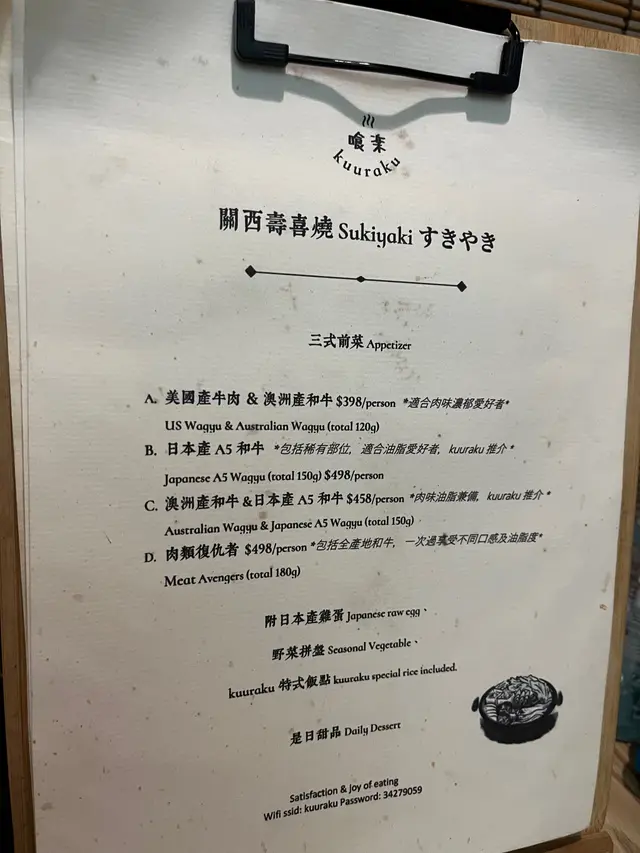 喰楽
kuuraku
關西壽喜燒 Sukiyaki すきやき
三式前菜 Appetizer
A. 美國產牛肉 & 澳洲產和牛 $398/person *適合肉味濃郁愛好者*
US Wagyu & Australian Wagyu (total 120g)
B. 日本產 A5 和牛 *包括稀有部位，適合油脂愛好者，kuuraku 推介 *
Japanese A5 Wagyu (total 150g) $498/person
C. 澳洲產和牛 &日本產 A5 和牛 $458/person *肉味油脂兼備，kuuraku 推介 *
Australian Wagyu & Japanese A5 Wagyu (total 150g)
D. 肉類復仇者 $498/person *包括全產地和牛，一次過享受不同口感及油脂度*
Meat Avengers (total 180g)
附日本產雞蛋 Japanese raw egg、
野菜拼盤 Seasonal Vegetable、
kuuraku 特式飯點 kuuraku special rice included.
是日甜品 Daily Dessert
Satisfaction & Joy of eating
Wifi ssid: kuuraku Password: 34279059